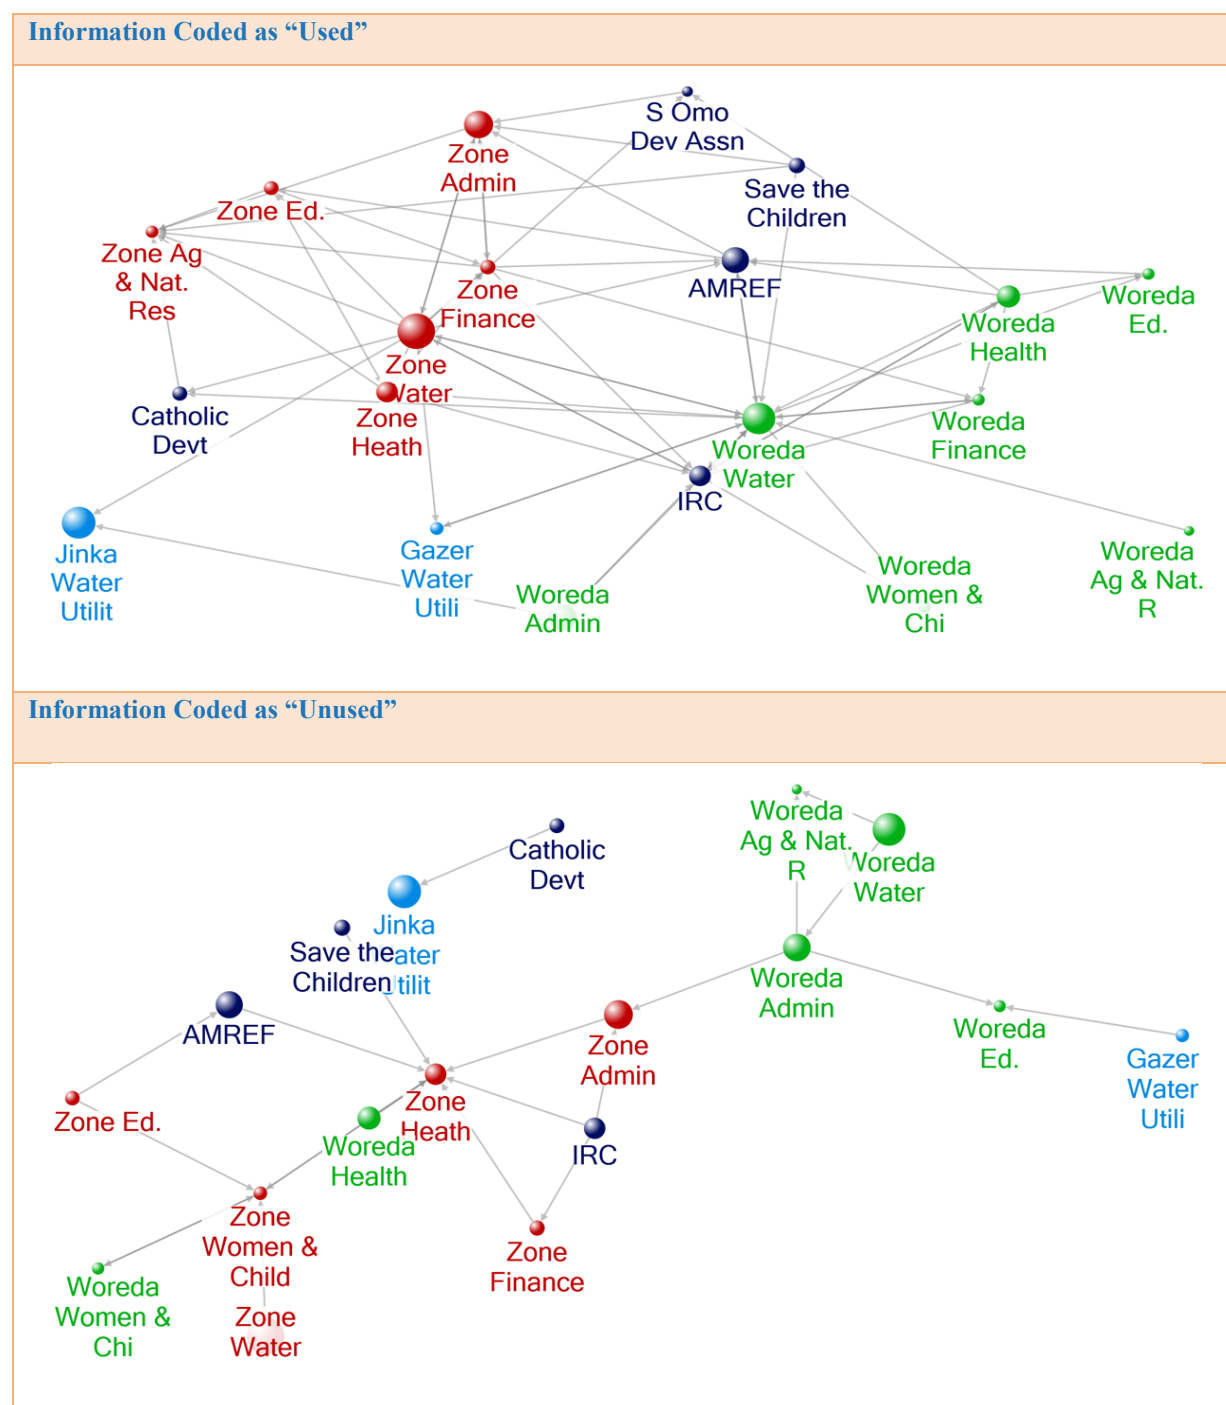 Information Coded as “Used”
S Omo
Dev Assn
Zone
Admin
Save the
Children
Zone Ed.
Zone Ag
& Nat.
Res
Zone
Finance
AMREF
Woreda
Ed.
Woreda
Health
Zone
Water
Zone
Heath
Catholic
Devt
Woreda
Finance
Woreda
Water
IRC
Jinka
Water
Utilit
Gazer
Water
Utili
Woreda
Admin
Woreda
Women &
Chi
Woreda
Ag & Nat.
R
Information Coded as “Unused”
Woreda
Ag & Nat.
R
Woreda
Water
Catholic
Devt
Jinka
Water
Utilit
Save the
Children
Woreda
Admin
AMREF
Zone
Admin
Woreda
Ed.
Gazer
Water
Utili
Zone Ed.
Zone
Heath
Woreda
Health
IRC
Zone
Women &
Child
Zone
Finance
Woreda
Women &
Chi
Zone
Water